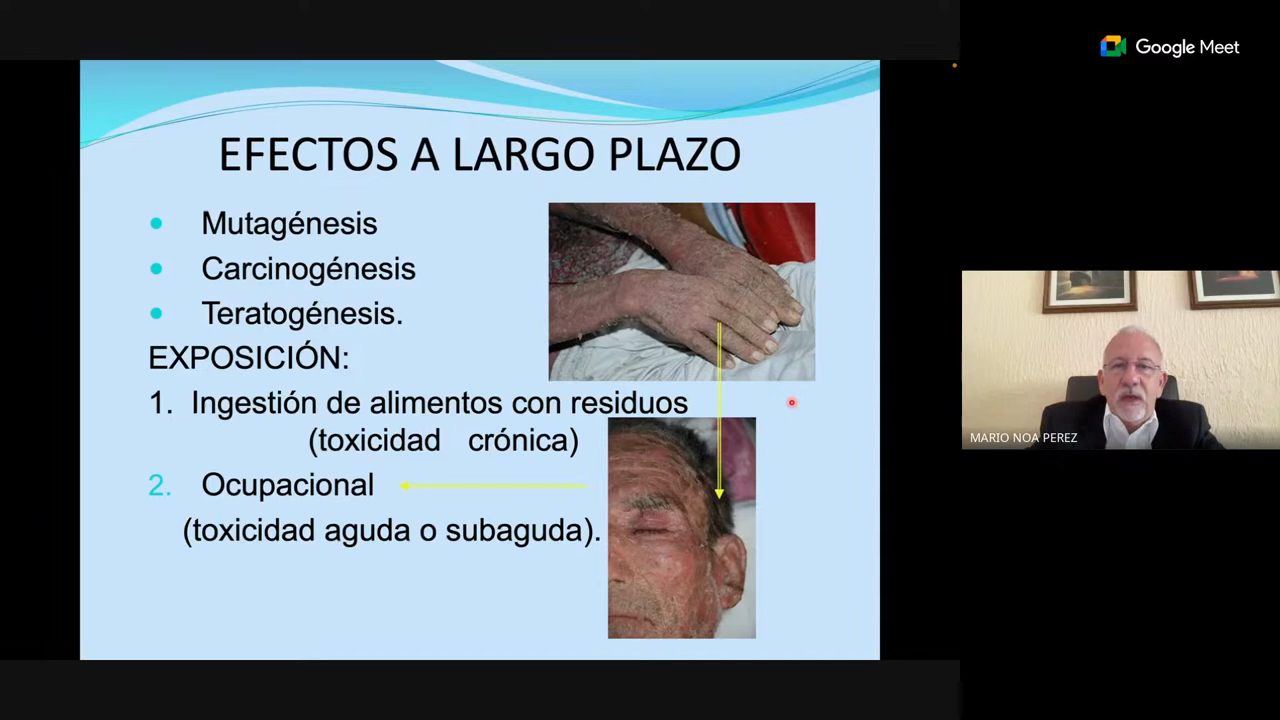 Google Meet
EFECTOS A LARGO PLAZO
• Mutagénesis
• Carcinogénesis
• Teratogénesis.
EXPOSICIÓN:
1. Ingestión de alimentos con residuos
(toxicidad crónica)
2. Ocupacional
(toxicidad aguda o subaguda).
MARIO NOA PEREZ